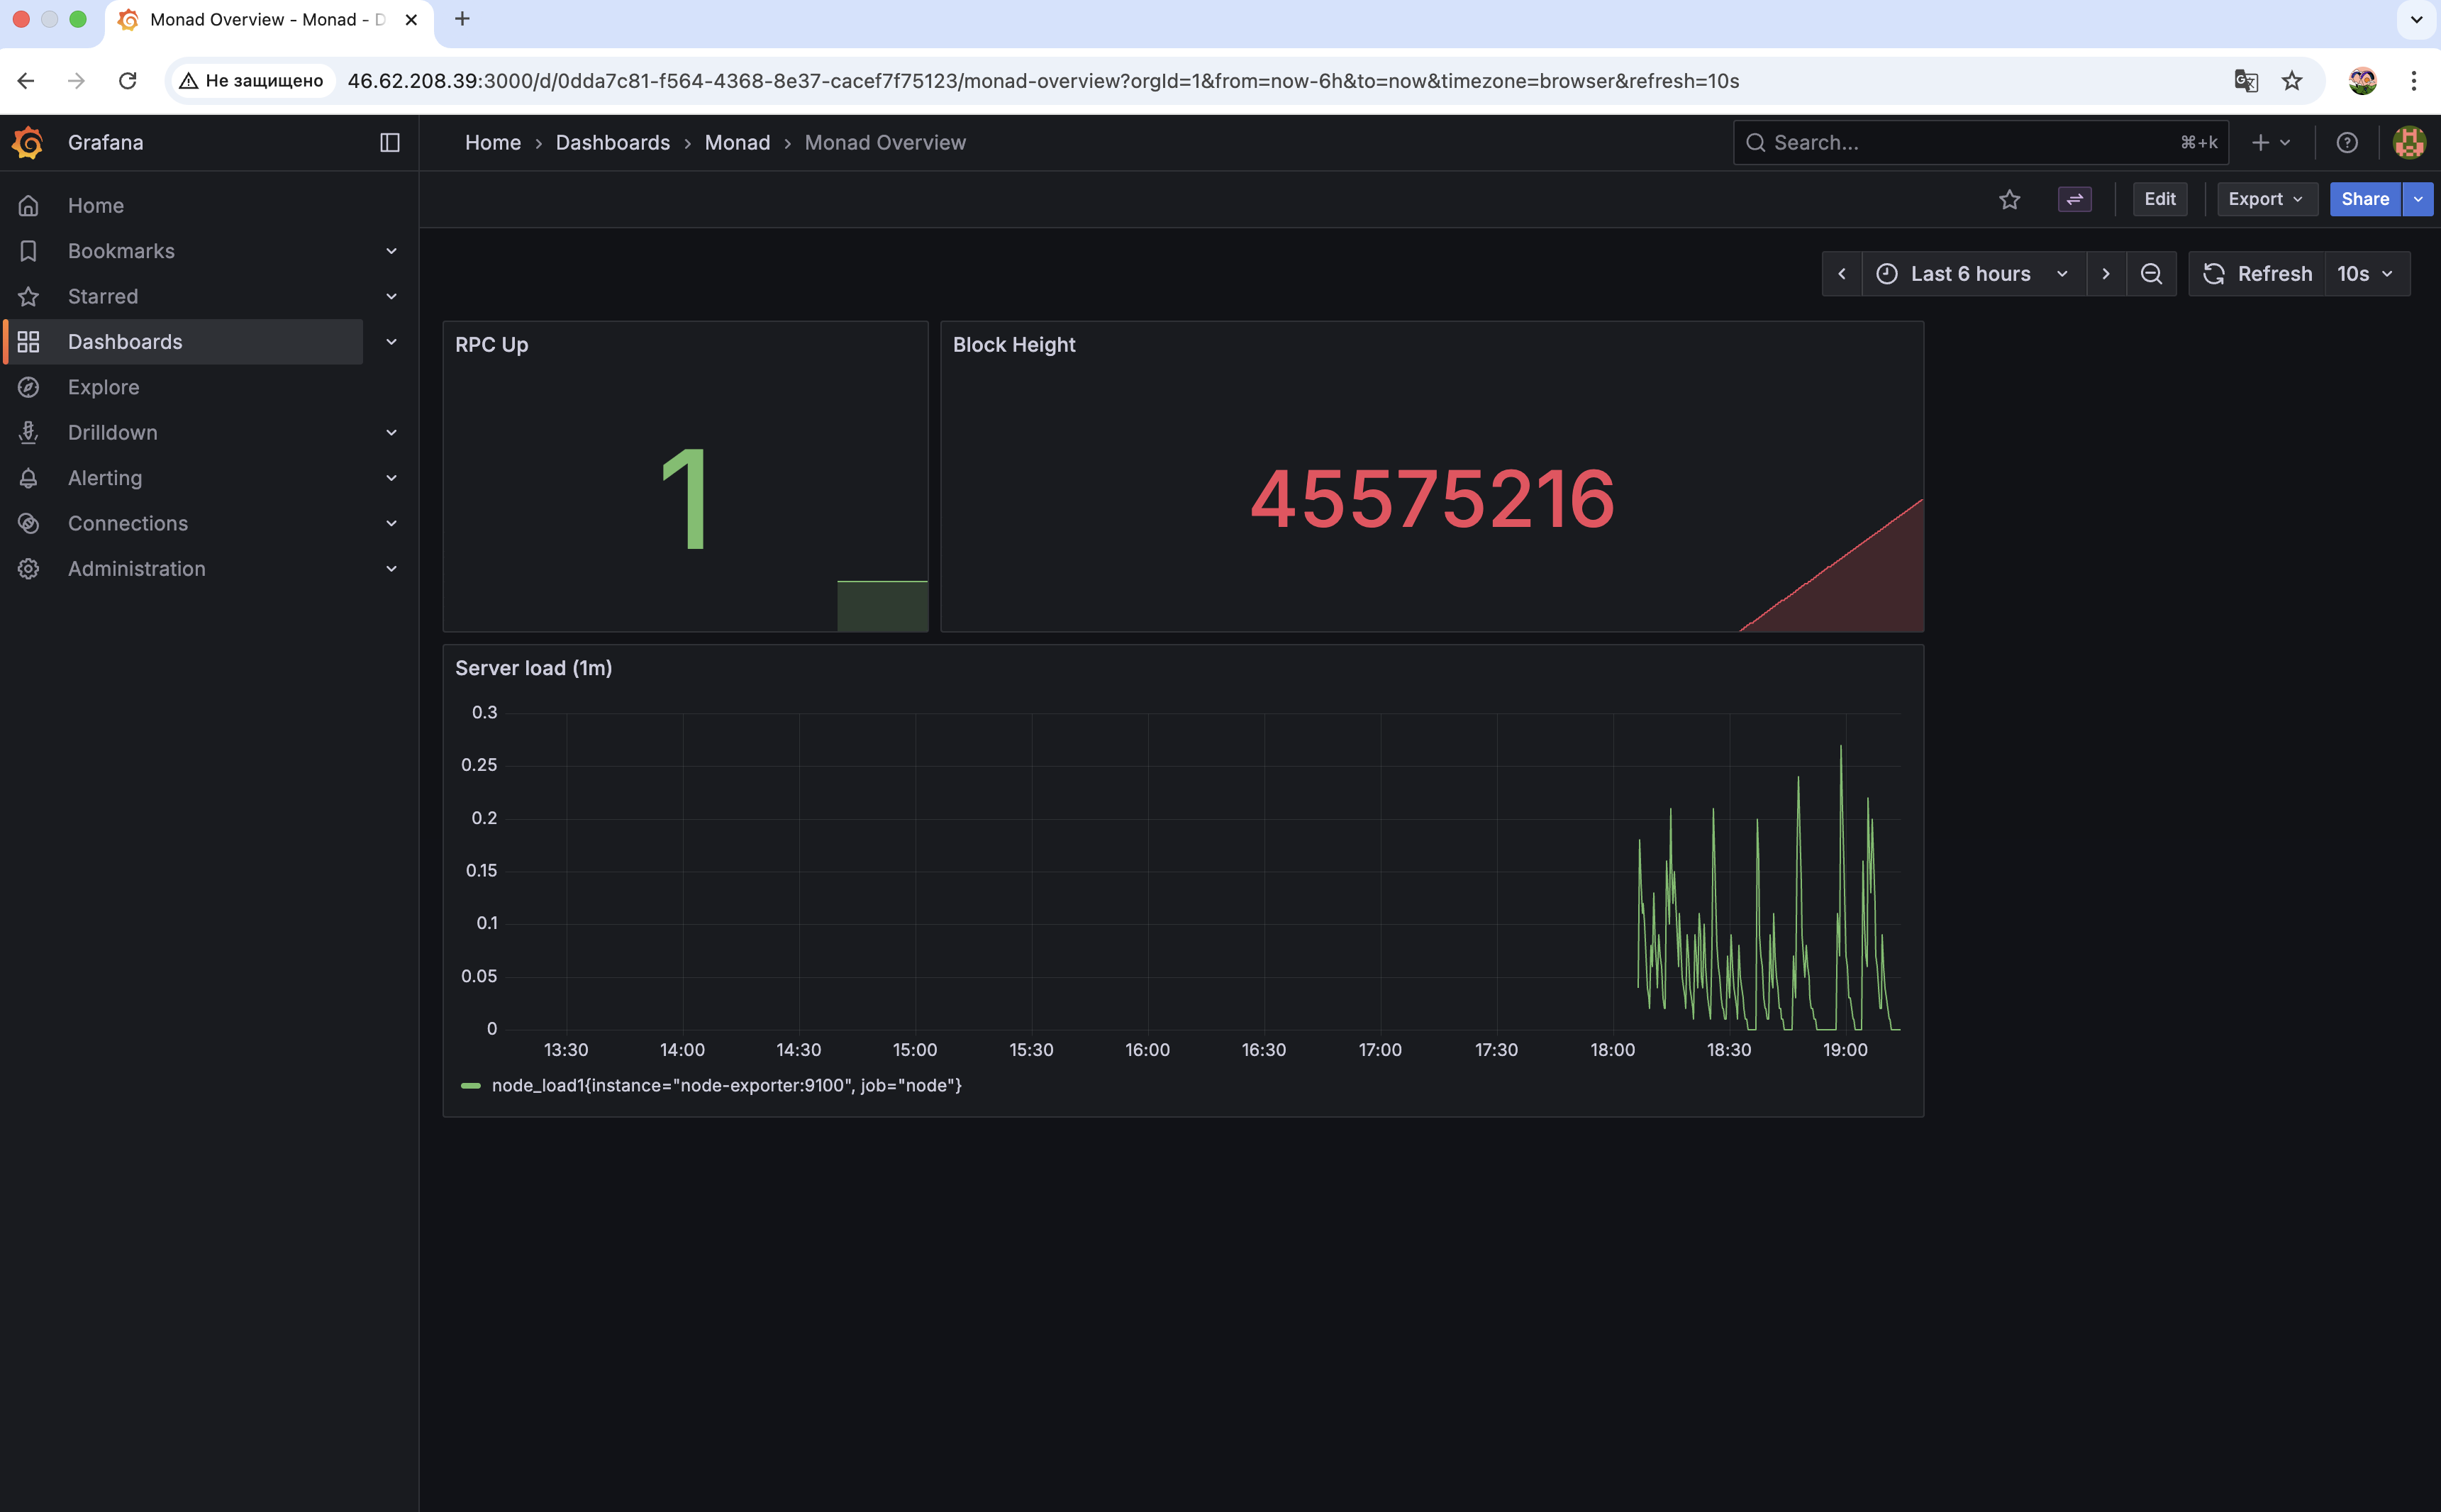 Monad Overview - Monad - D
Не защищено
46.62.208.39:3000/d/0dda7c81-f564-4368-8e37-cacef7f75123/monad-overview?orgId=1&from=now-6h&to=now&timezone=browser&refresh=10s
Grafana
Home › Dashboards › Monad › Monad Overview
Search...
⌘+k
Edit
Export
Share
Home
Bookmarks
Starred
Dashboards
Explore
Drilldown
Alerting
Connections
Administration
Last 6 hours
Refresh
10s
RPC Up
1
Block Height
45575216
Server load (1m)
0.3
0.25
0.2
0.15
0.1
0.05
0
13:30 14:00 14:30 15:00 15:30 16:00 16:30 17:00 17:30 18:00 18:30 19:00
node_load1{instance="node-exporter:9100", job="node"}